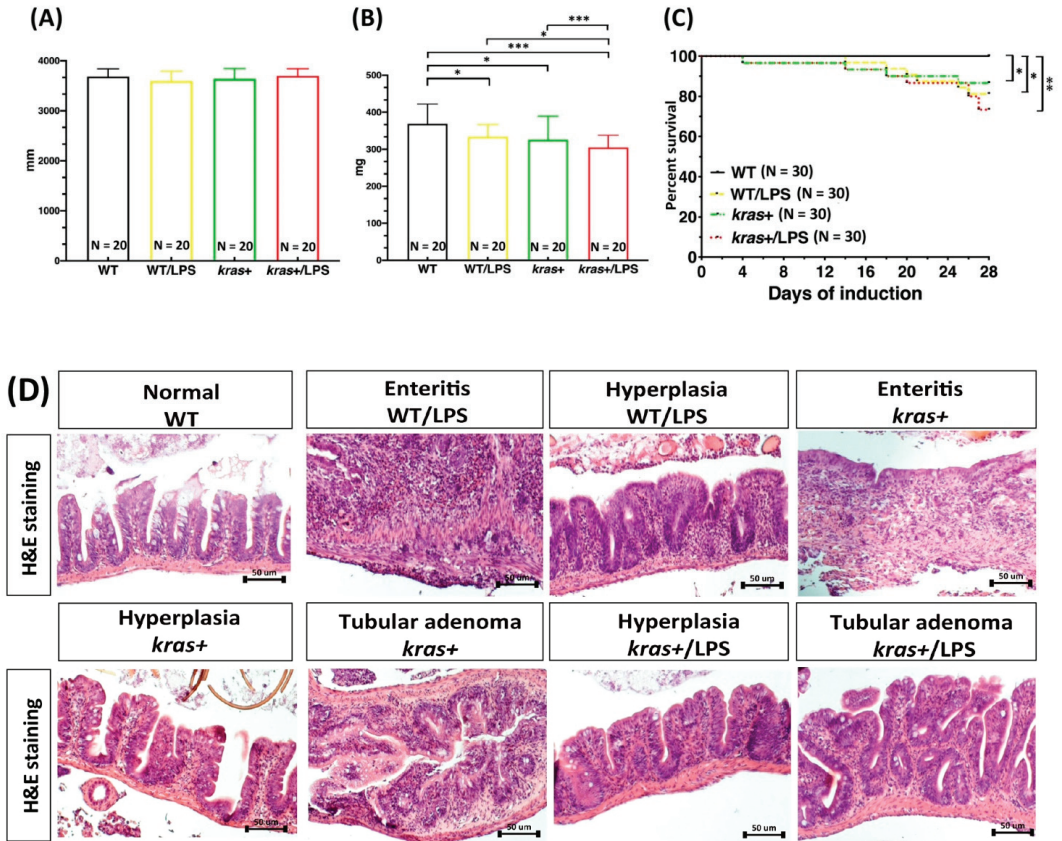 (A)
4000
3000
2000
1000
0
mm
N = 20
N = 20
N = 20
N = 20
WT
WT/LPS
kras+
kras+/LPS
(B)
***
*
***
*
*
500
400
300
200
100
0
mg
N = 20
N = 20
N = 20
N = 20
WT
WT/LPS
kras+
kras+/LPS
(C)
100
80
60
40
20
0
Percent survival
*
*
**
WT (N = 30)
WT/LPS (N = 30)
kras+ (N = 30)
kras+/LPS (N = 30)
0 4 8 12 16 20 24 28
Days of induction
(D)
Normal
WT
Enteritis
WT/LPS
Hyperplasia
WT/LPS
Enteritis
kras+
H&E staining
50 um
50 um
50 um
50 um
Hyperplasia
kras+
Tubular adenoma
kras+
Hyperplasia
kras+/LPS
Tubular adenoma
kras+/LPS
H&E staining
50 um
50 um
50 um
50 um